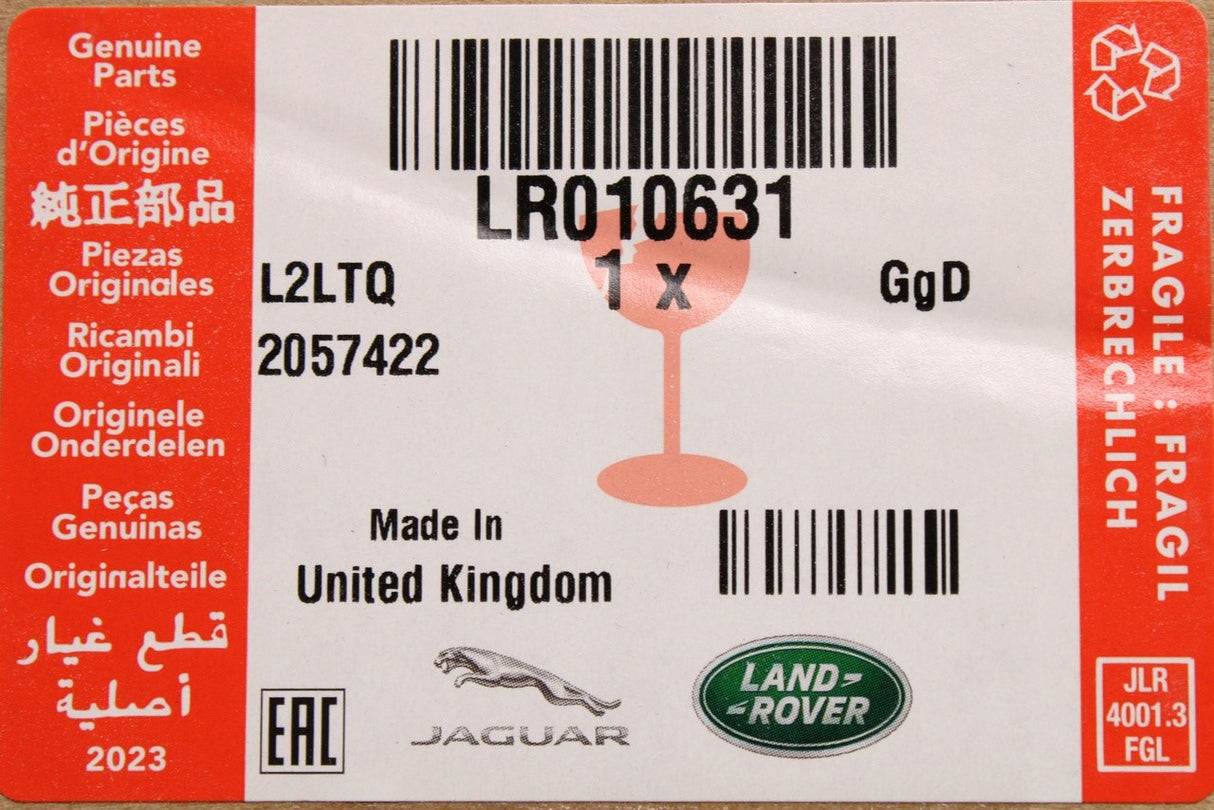 Genuine
Parts
Pièces
d'Origine
純正部品
Piezas
Originales
Ricambi
Originali
Originele
Onderdelen
Peças
Genuinas
Originalteile
قطع غيار
أصلية
2023
LR010631
1 x
L2LTQ
GgD
2057422
Made In
United Kingdom
EAC
JAGUAR
LAND-
-ROVER
FRAGILE : FRAGIL
ZERBRECHLICH
JLR
4001.3
FGL